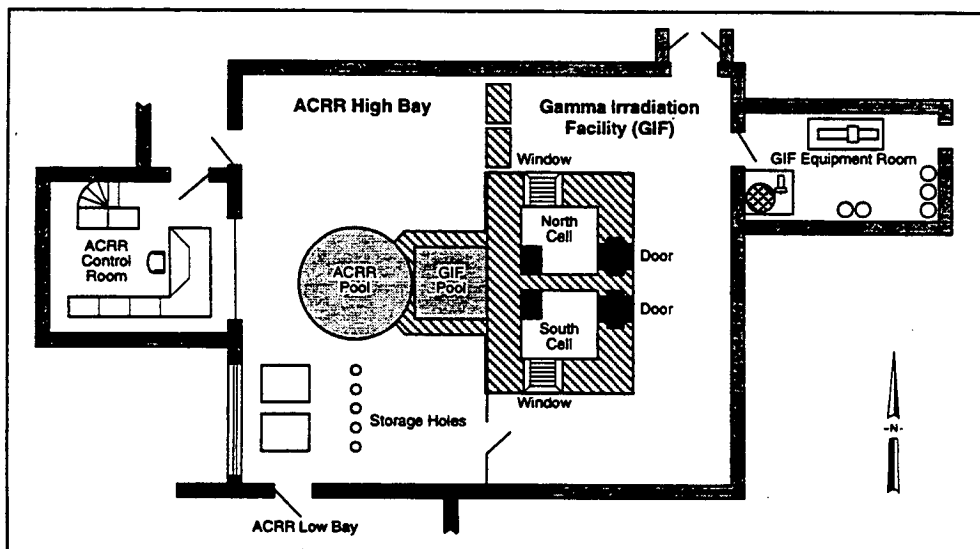 ACRR High Bay
Gamma Irradiation
Facility (GIF)
Window
GIF Equipment Room
North
Cell
Door
ACRR
Control
Room
ACRR
Pool
GIF
Pool
Door
South
Cell
Window
Storage Holes
-N-
ACRR Low Bay